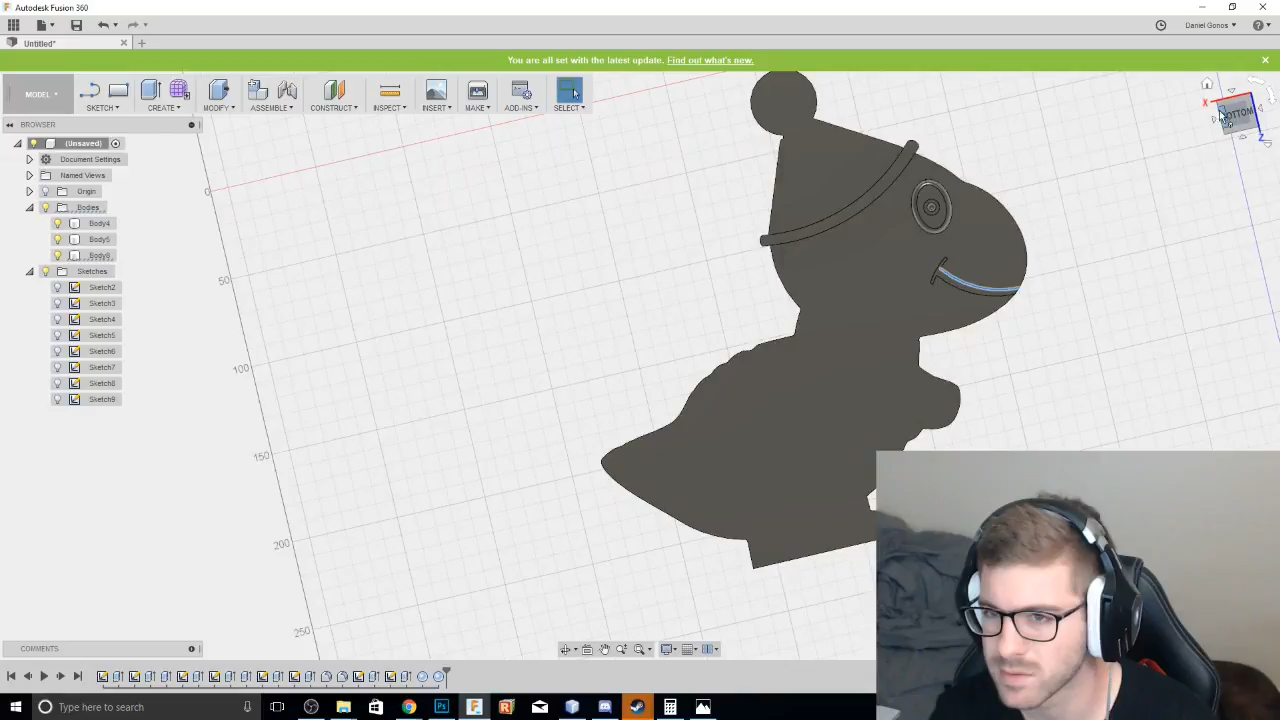 Autodesk Fusion 360
Daniel Gonos
Untitled*
You are all set with the latest update. Find out what's new.
MODEL
SKETCH
CREATE
MODIFY
ASSEMBLE
CONSTRUCT
INSPECT
INSERT
MAKE
ADD-INS
SELECT
X
BOTTOM
Z
BROWSER
(Unsaved)
Document Settings
Named Views
Origin
Bodies
Body4
Body5
Body6
Sketches
Sketch2
Sketch3
Sketch4
Sketch5
Sketch6
Sketch7
Sketch8
Sketch9
0
50
100
150
200
250
COMMENTS
Type here to search